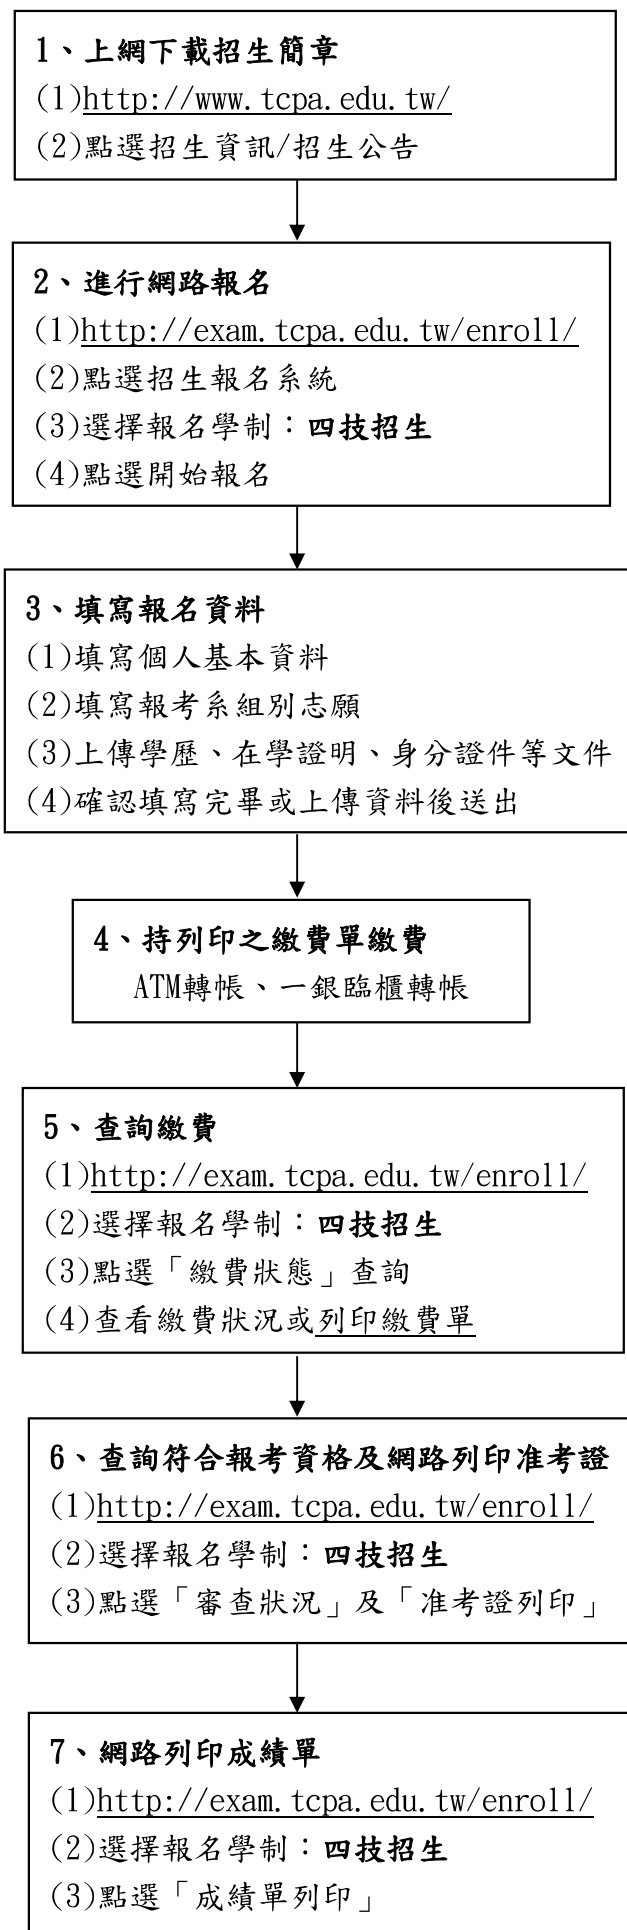 1、上網下載招生簡章
(1)http://www.tcpa.edu.tw/
(2)點選招生資訊/招生公告
2、進行網路報名
(1)http://exam.tcpa.edu.tw/enroll/
(2)點選招生報名系統
(3)選擇報名學制：四技招生
(4)點選開始報名
3、填寫報名資料
(1)填寫個人基本資料
(2)填寫報考系組別志願
(3)上傳學歷、在學證明、身分證件等文件
(4)確認填寫完畢或上傳資料後送出
4、持列印之繳費單繳費
ATM轉帳、一銀臨櫃轉帳
5、查詢繳費
(1)http://exam.tcpa.edu.tw/enroll/
(2)選擇報名學制：四技招生
(3)點選「繳費狀態」查詢
(4)查看繳費狀況或列印繳費單
6、查詢符合報考資格及網路列印准考證
(1)http://exam.tcpa.edu.tw/enroll/
(2)選擇報名學制：四技招生
(3)點選「審查狀況」及「准考證列印」
7、網路列印成績單
(1)http://exam.tcpa.edu.tw/enroll/
(2)選擇報名學制：四技招生
(3)點選「成績單列印」